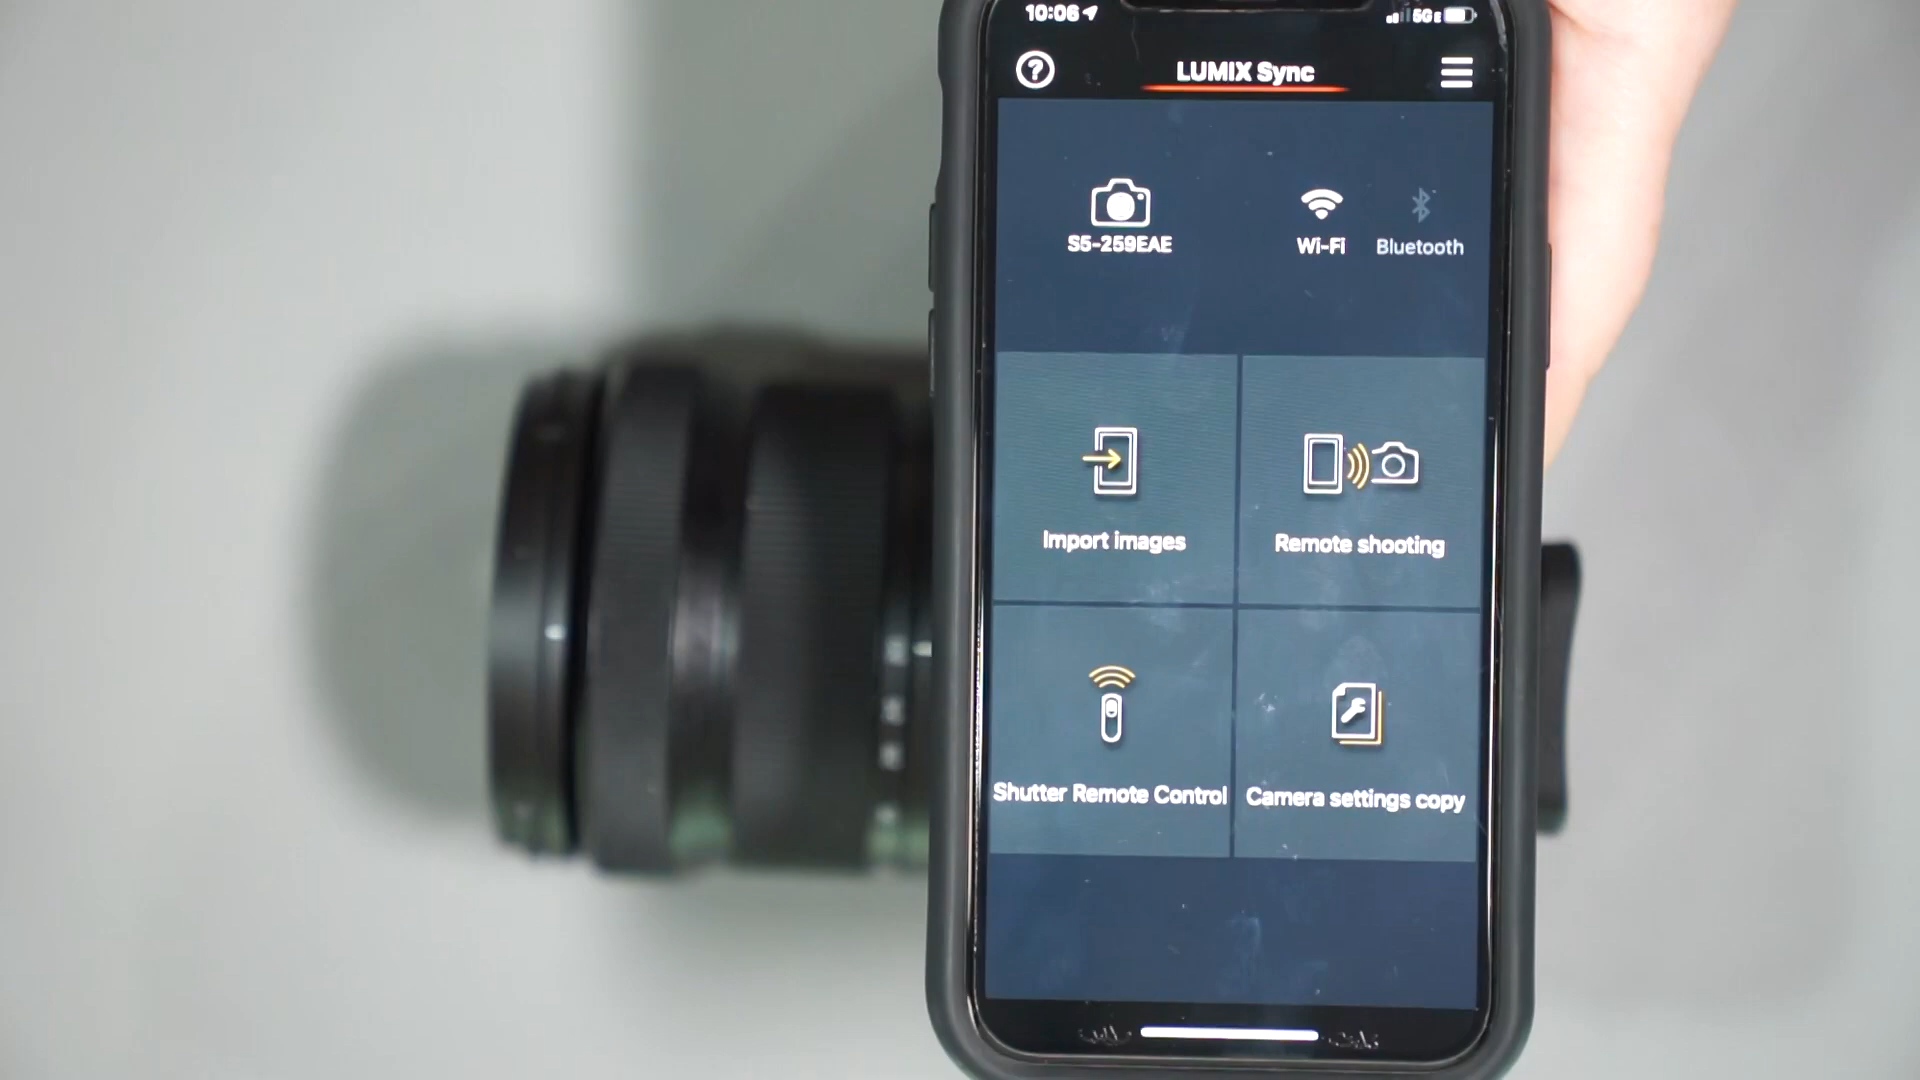 10:06
5G E
LUMIX Sync
S5-259EAE
Wi-Fi
Bluetooth
Import images
Remote shooting
Shutter Remote Control
Camera settings copy